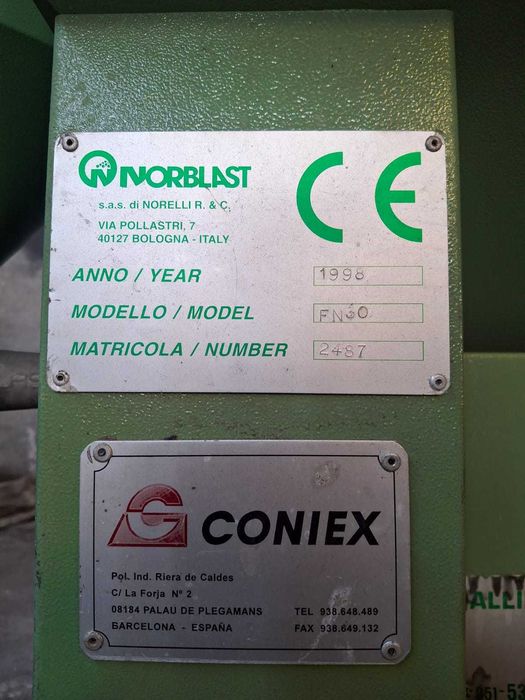 NORBLAST
s.a.s. di NORELLI R. & C.
VIA POLLASTRI, 7
40127 BOLOGNA - ITALY
CE
ANNO / YEAR 1998
MODELLO / MODEL FN30
MATRICOLA / NUMBER 2487
CONIEX
Pol. Ind. Riera de Caldes
C/ La Forja Nº 2
08184 PALAU DE PLEGAMANS TEL 938.648.489
BARCELONA - ESPAÑA FAX 938.649.132
ALLI